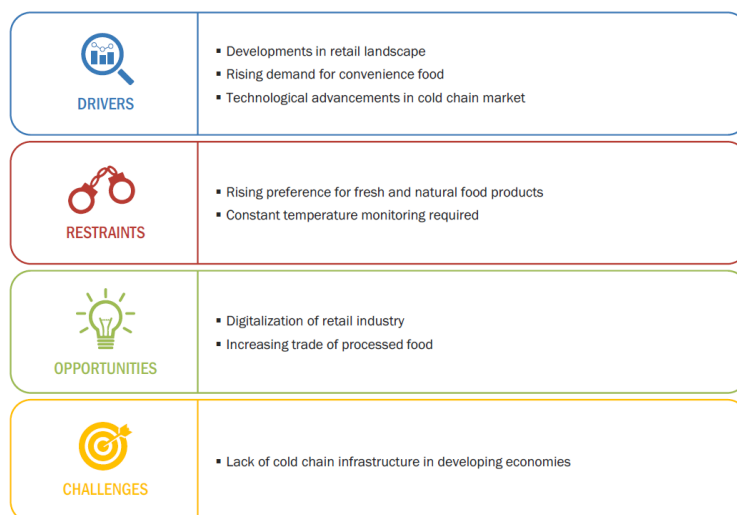 DRIVERS
▪ Developments in retail landscape
▪ Rising demand for convenience food
▪ Technological advancements in cold chain market
RESTRAINTS
▪ Rising preference for fresh and natural food products
▪ Constant temperature monitoring required
OPPORTUNITIES
▪ Digitalization of retail industry
▪ Increasing trade of processed food
CHALLENGES
▪ Lack of cold chain infrastructure in developing economies